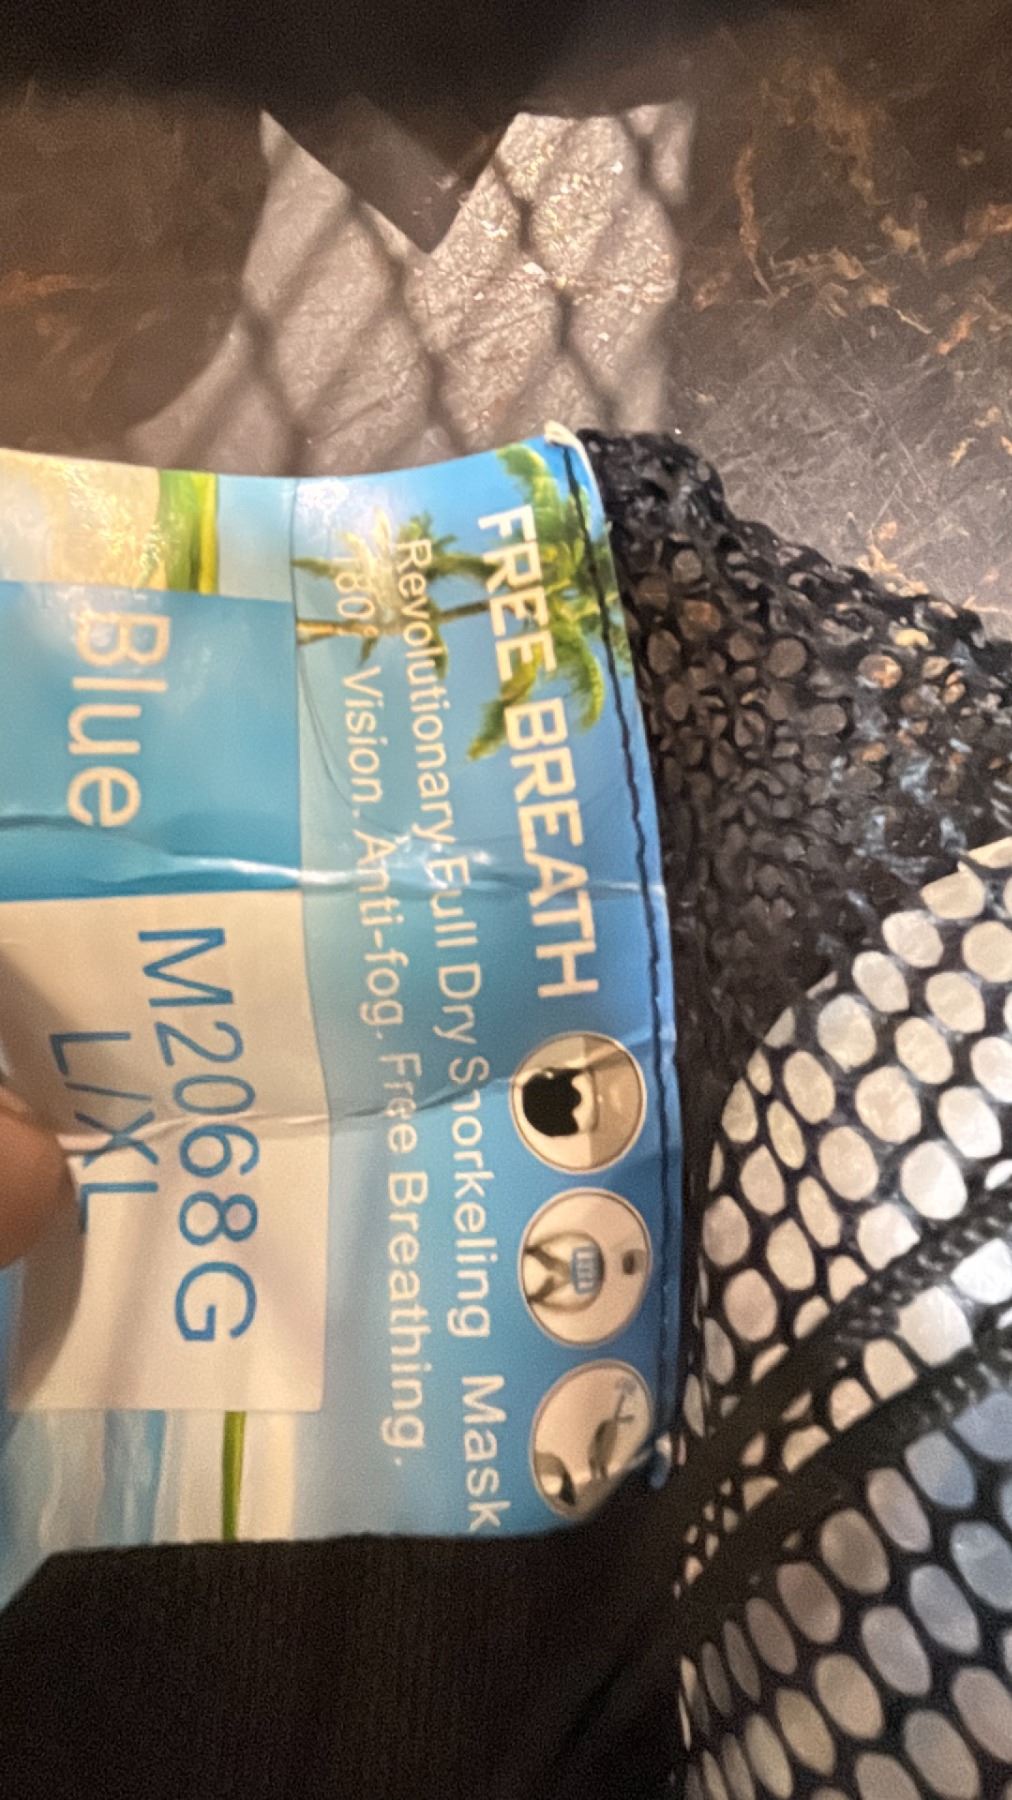 FREE BREATH
Revolutionary Full Dry Snorkeling Mask
180° Vision. Anti-fog. Free Breathing.
Blue
M2068G
L/XL